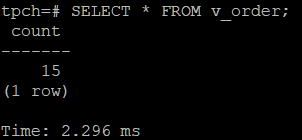 tpch=# SELECT * FROM v_order;
count
-------
15
(1 row)
Time: 2.296 ms